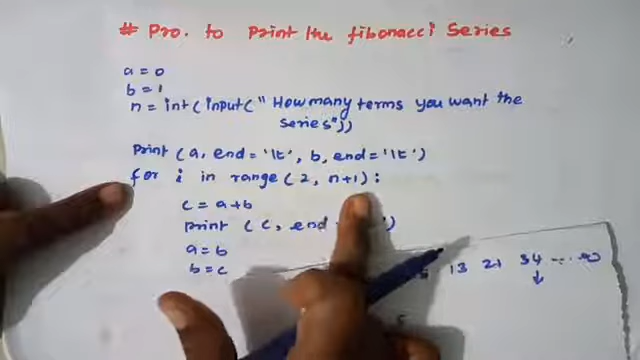 # Pro. to Print the fibonacci Series
a = 0
b = 1
n = int(input("How many terms you want the
series"))
Print (a, end = '\t', b, end = '\t')
for i in range(2, n+1):
c = a+b
print (c, end ')
a = b
b = c
13 21 34 ... ∞